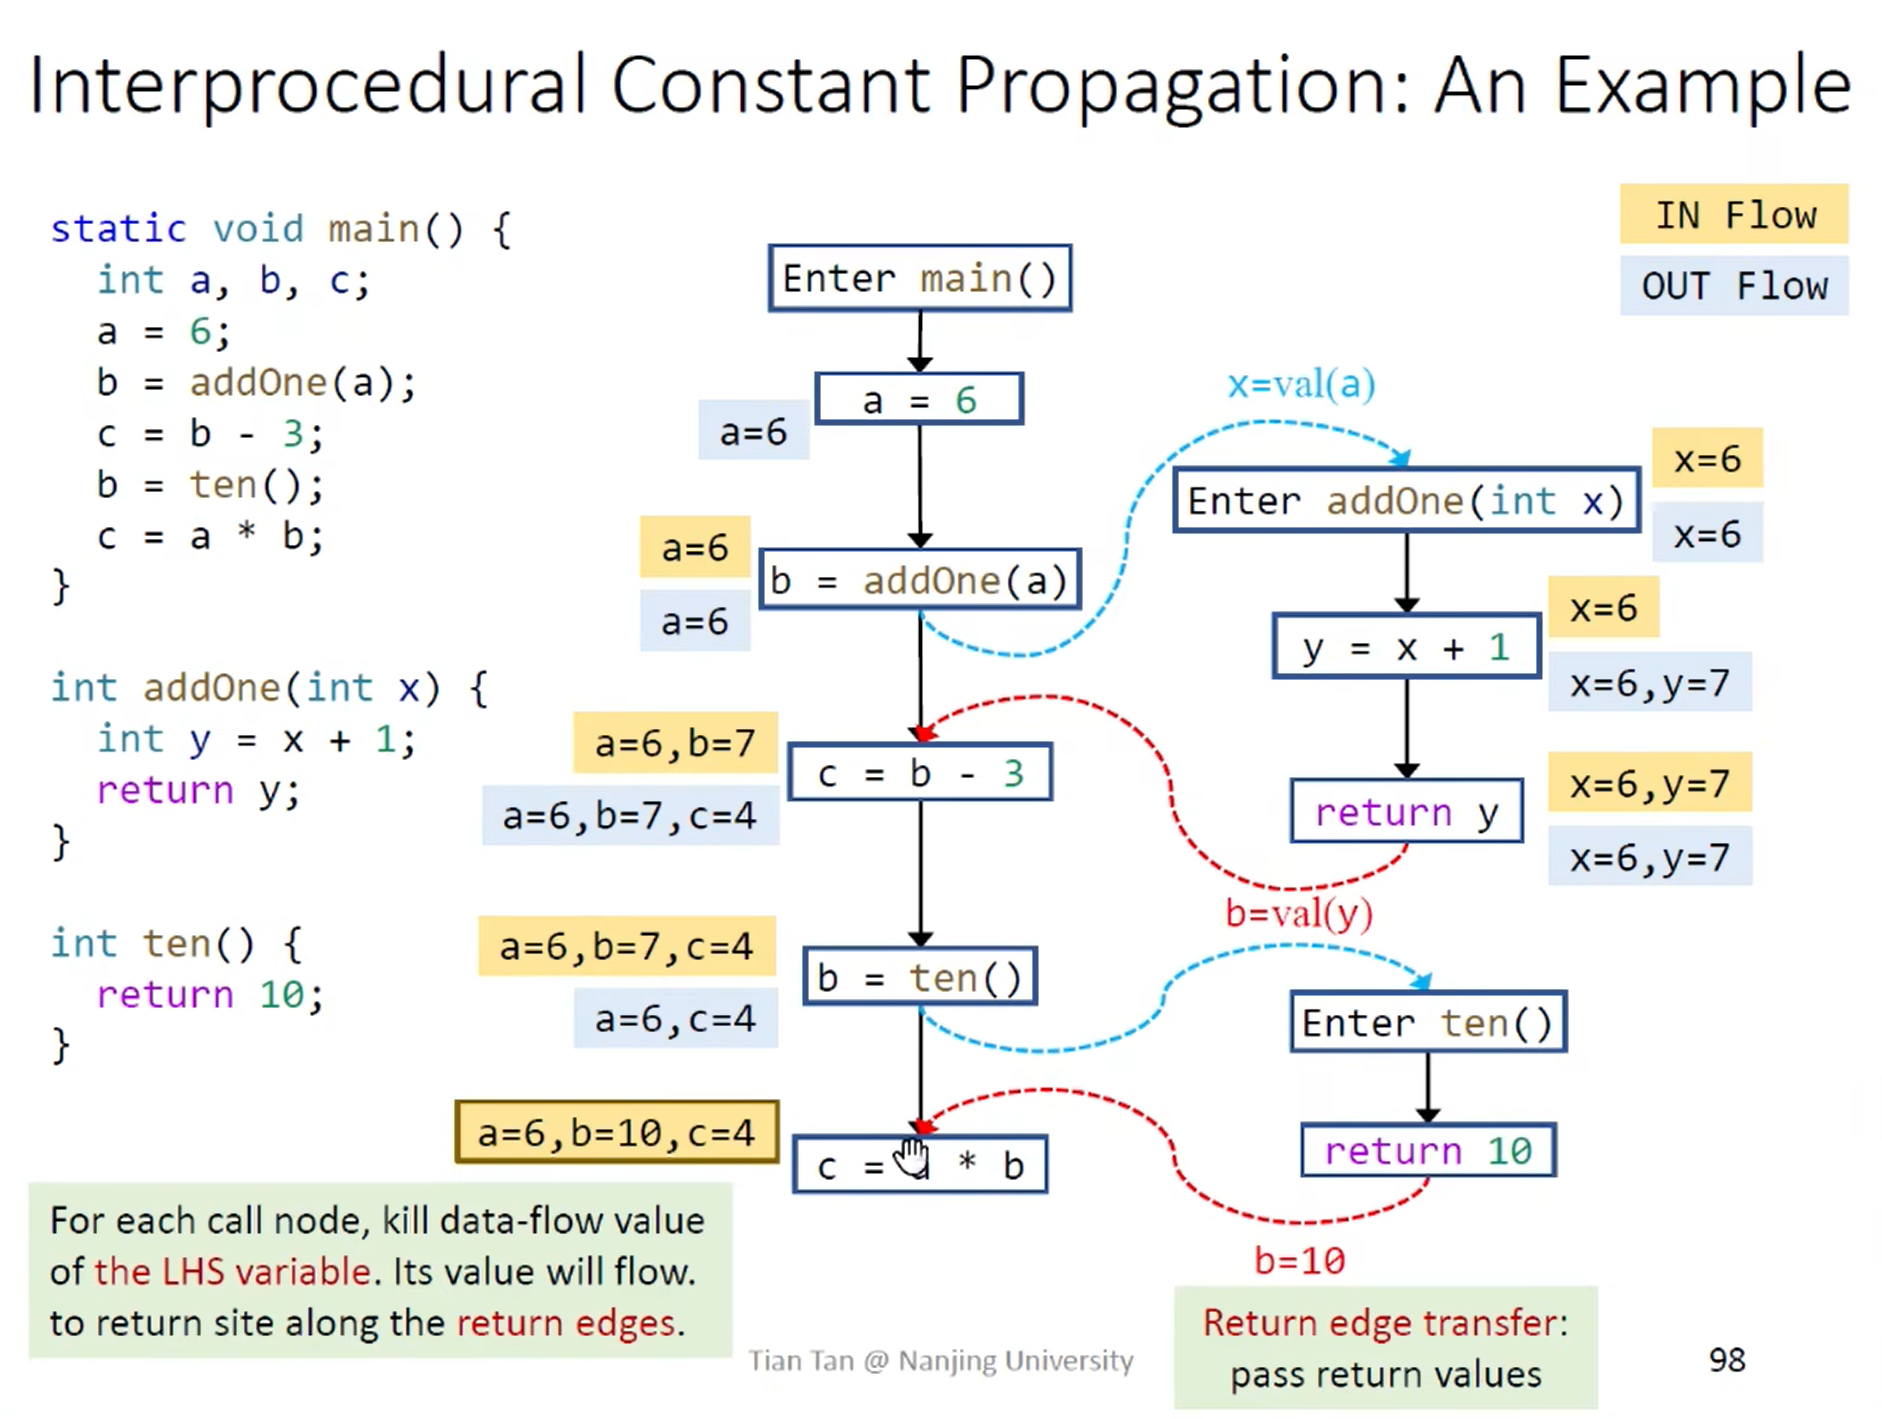 Interprocedural Constant Propagation: An Example
static void main() {
int a, b, c;
a = 6;
b = addOne(a);
c = b - 3;
b = ten();
c = a * b;
}
int addOne(int x) {
int y = x + 1;
return y;
}
int ten() {
return 10;
}
IN Flow
OUT Flow
Enter main()
a = 6
a=6
a=6
b = addOne(a)
a=6
a=6,b=7
c = b - 3
a=6,b=7,c=4
a=6,b=7,c=4
b = ten()
a=6,c=4
a=6,b=10,c=4
c = a * b
x=val(a)
Enter addOne(int x)
x=6
x=6
y = x + 1
x=6
x=6,y=7
return y
x=6,y=7
x=6,y=7
b=val(y)
Enter ten()
return 10
b=10
For each call node, kill data-flow value
of the LHS variable. Its value will flow.
to return site along the return edges.
Return edge transfer:
pass return values
Tian Tan @ Nanjing University
98